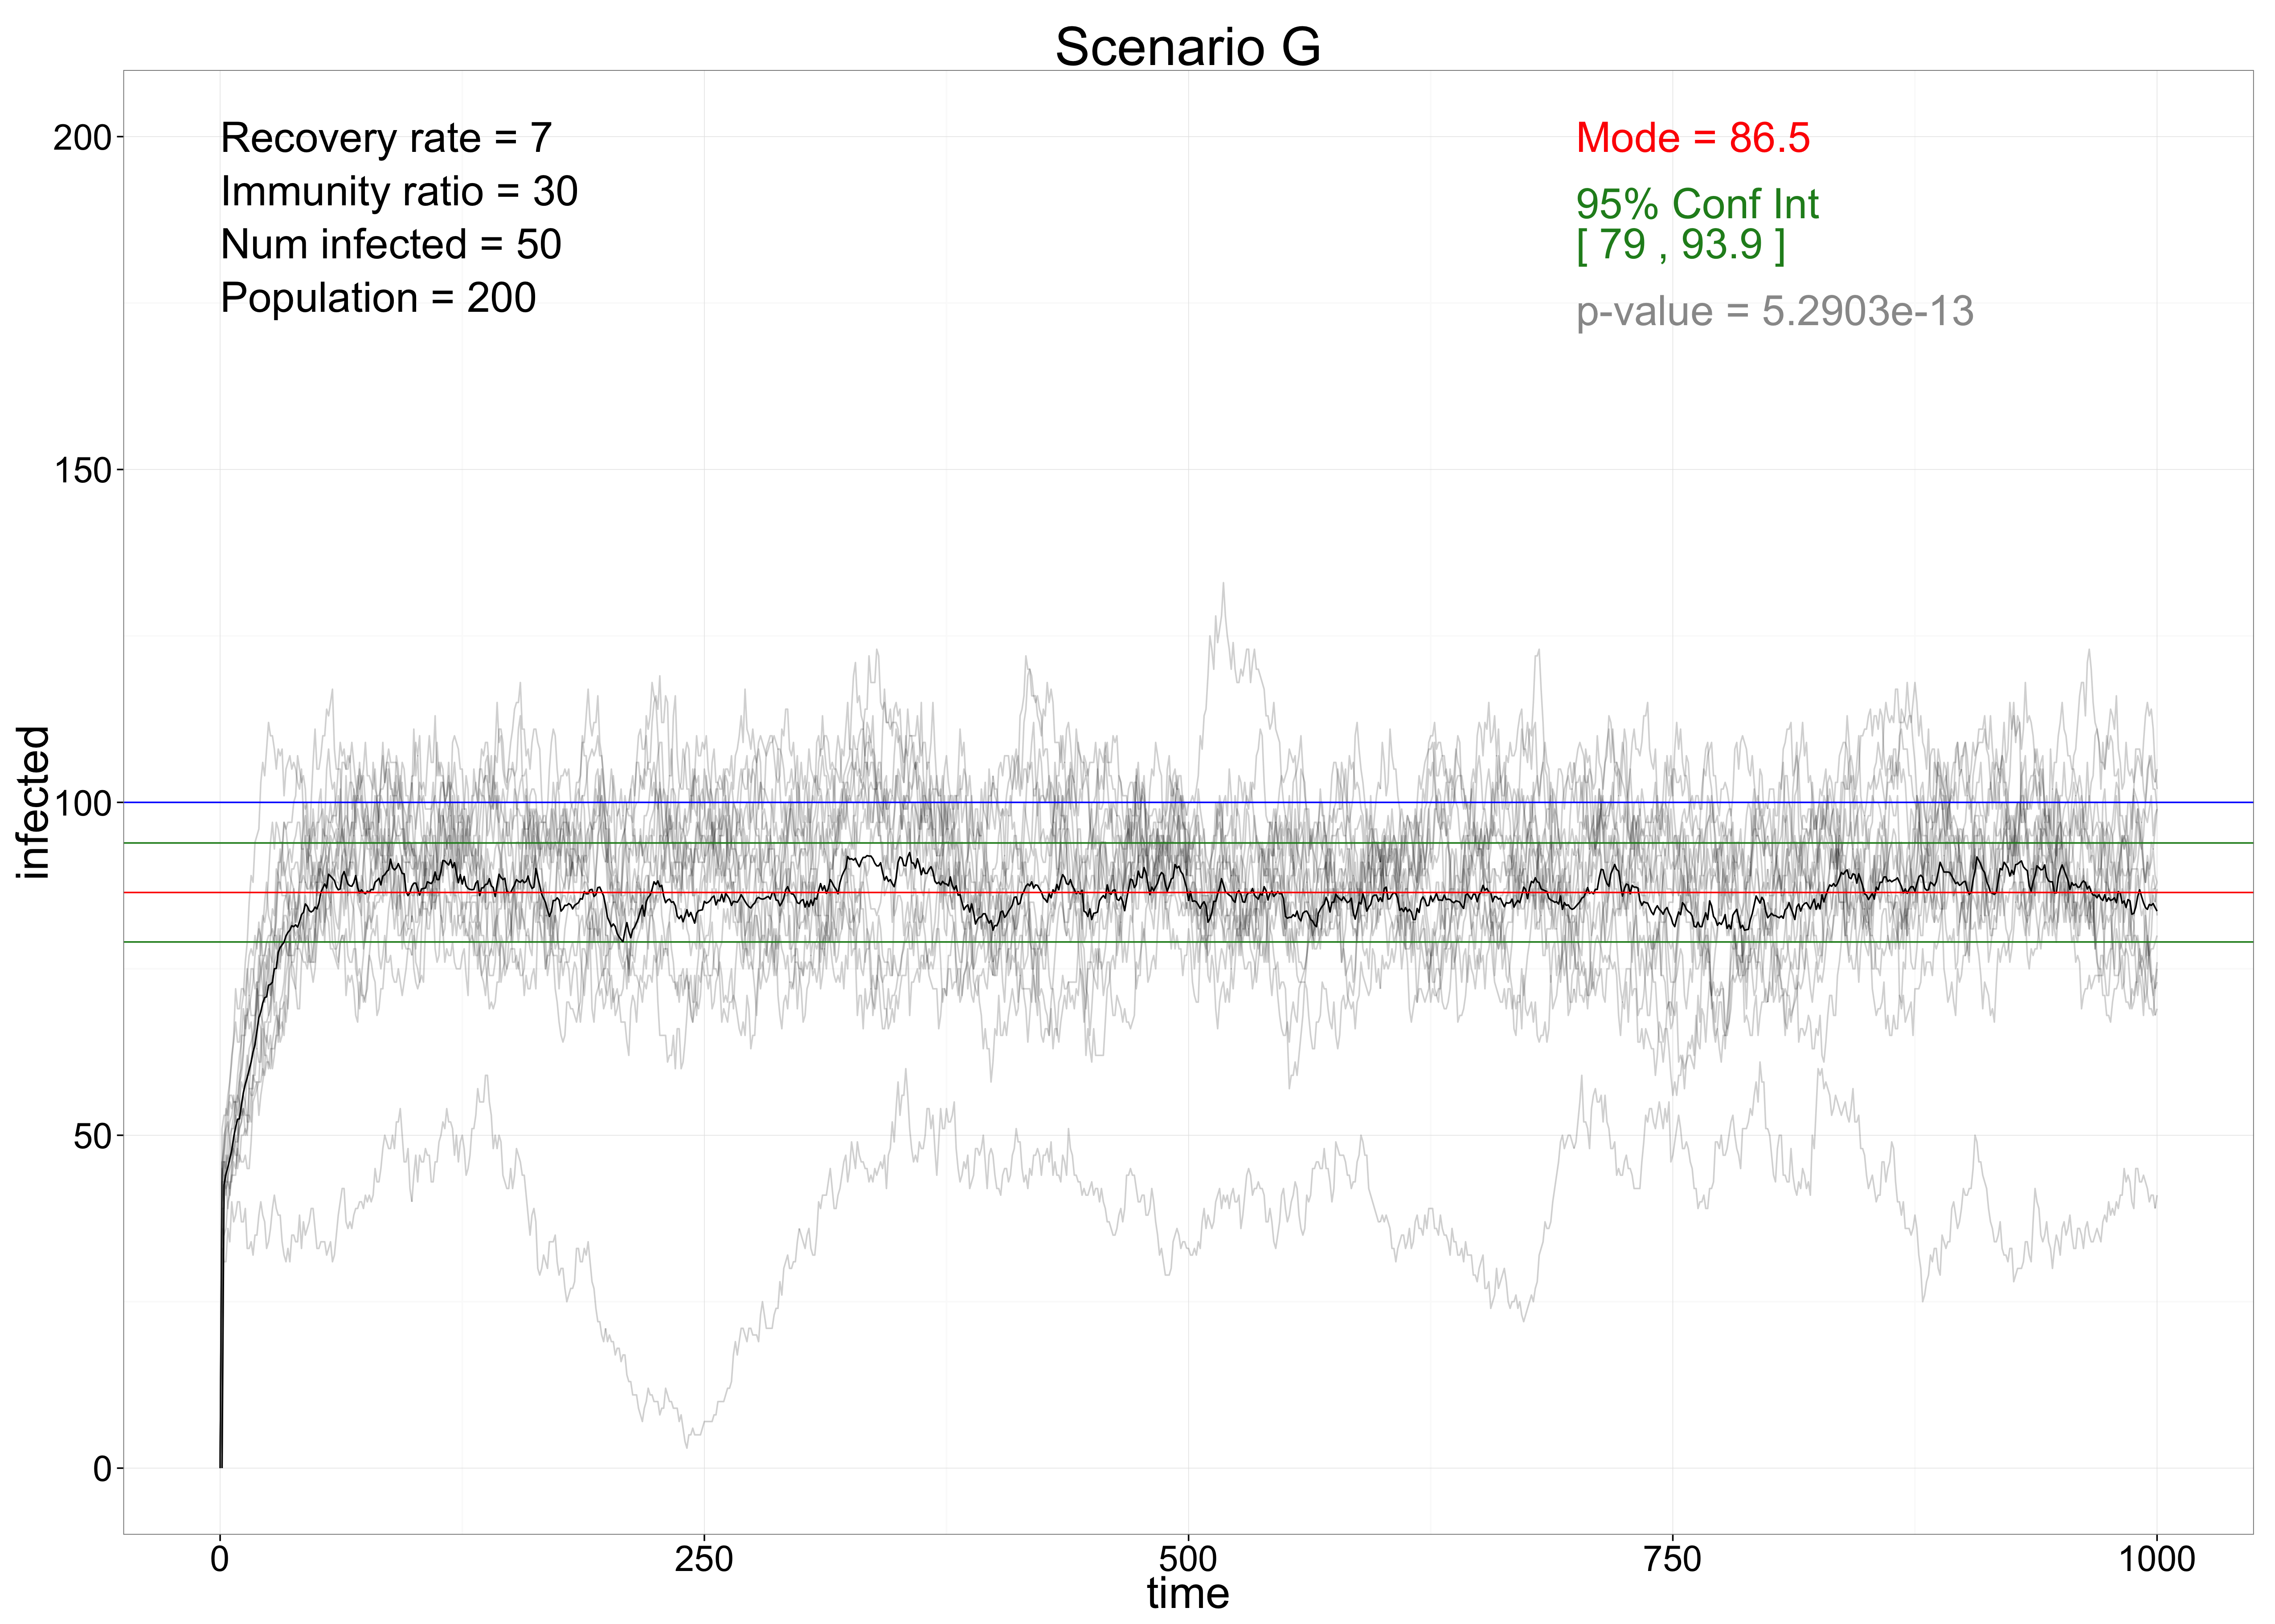 Scenario G
Recovery rate = 7
Immunity ratio = 30
Num infected = 50
Population = 200
Mode = 86.5
95% Conf Int
[ 79 , 93.9 ]
p-value = 5.2903e-13
infected
200
150
100
50
0
0 250 500 750 1000
time